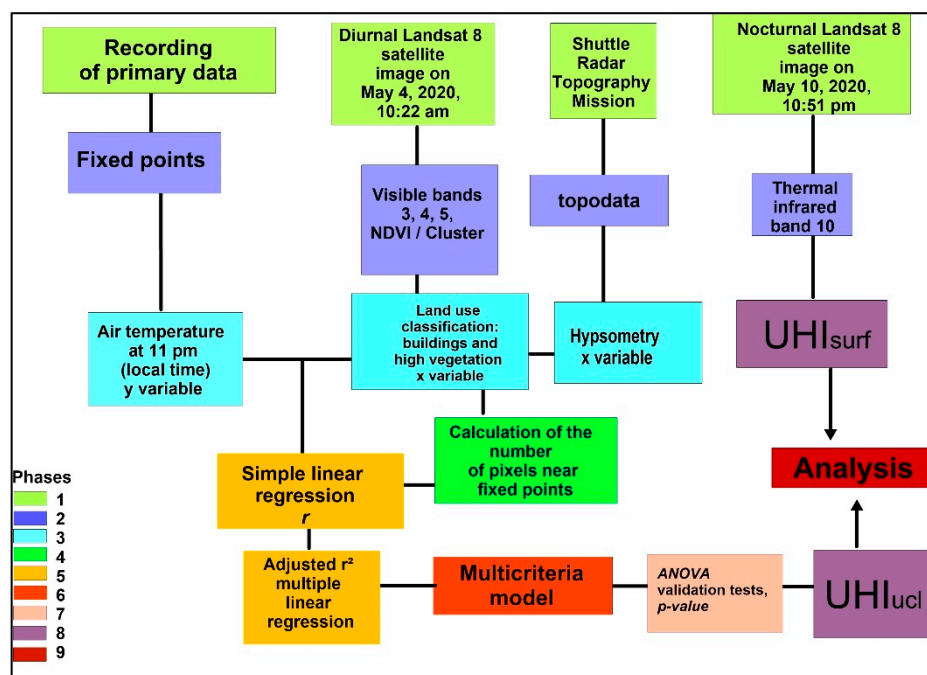 Recording
of primary data
Diurnal Landsat 8
satellite
image on
May 4, 2020,
10:22 am
Shuttle
Radar
Topography
Mission
Nocturnal Landsat 8
satellite
image on
May 10, 2020,
10:51 pm
Fixed points
Visible bands
3, 4, 5,
NDVI / Cluster
topodata
Thermal
infrared
band 10
Air temperature
at 11 pm
(local time)
y variable
Land use
classification:
buildings and
high vegetation
x variable
Hypsometry
x variable
UHIsurf
Simple linear
regression
r
Calculation of the
number
of pixels near
fixed points
Analysis
Adjusted r²
multiple
linear
regression
Multicriteria
model
ANOVA
validation tests,
p-value
UHIucl
Phases
1
2
3
4
5
6
7
8
9